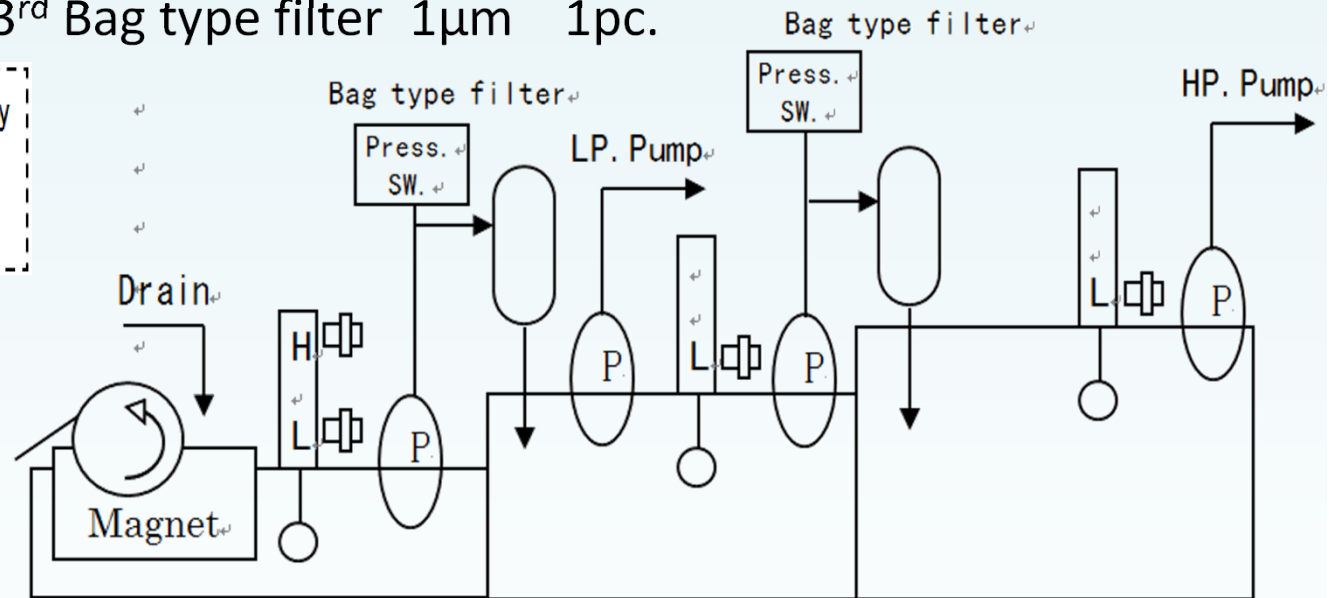 3rd Bag type filter 1μm 1pc.
y
Bag type filter
Press.
SW.
HP. Pump
Bag type filter
Press.
SW.
LP. Pump
Drain
H
L
L
L
P
P
P
P
Magnet